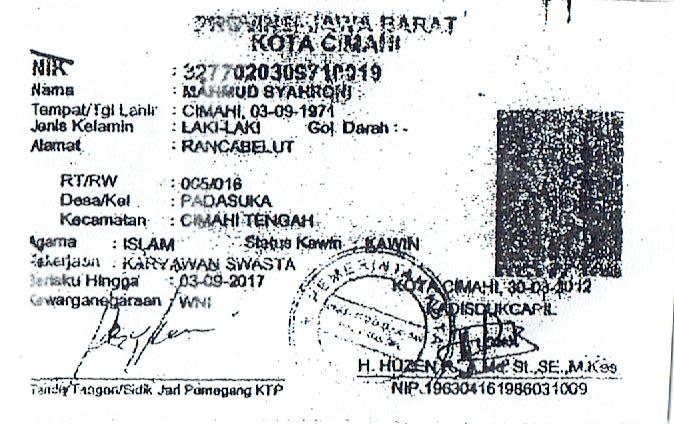 PROVINSI JAWA BARAT
KOTA CIMAHI
NIK : 3277020309710019
Nama : MAHMUD SYAHRONI
Tempat/Tgl Lahir : CIMAHI, 03-09-1971
Jenis Kelamin : LAKI-LAKI Gol. Darah : -
Alamat : RANCABELUT
RT/RW : 005/016
Desa/Kel : PADASUKA
Kecamatan : CIMAHI TENGAH
Agama : ISLAM Status Kawin : KAWIN
Pekerjaan : KARYAWAN SWASTA
Berlaku Hingga : 03-09-2017
Kewarganegaraan : WNI
PEMERINTAH
KOTA CIMAHI, 30-08-2012
KADISDUKCAPIL
H. HUZEN SE., M.Kes
Tanda Tangan/Sidik Jari Pemegang KTP
NIP.196304161986031009